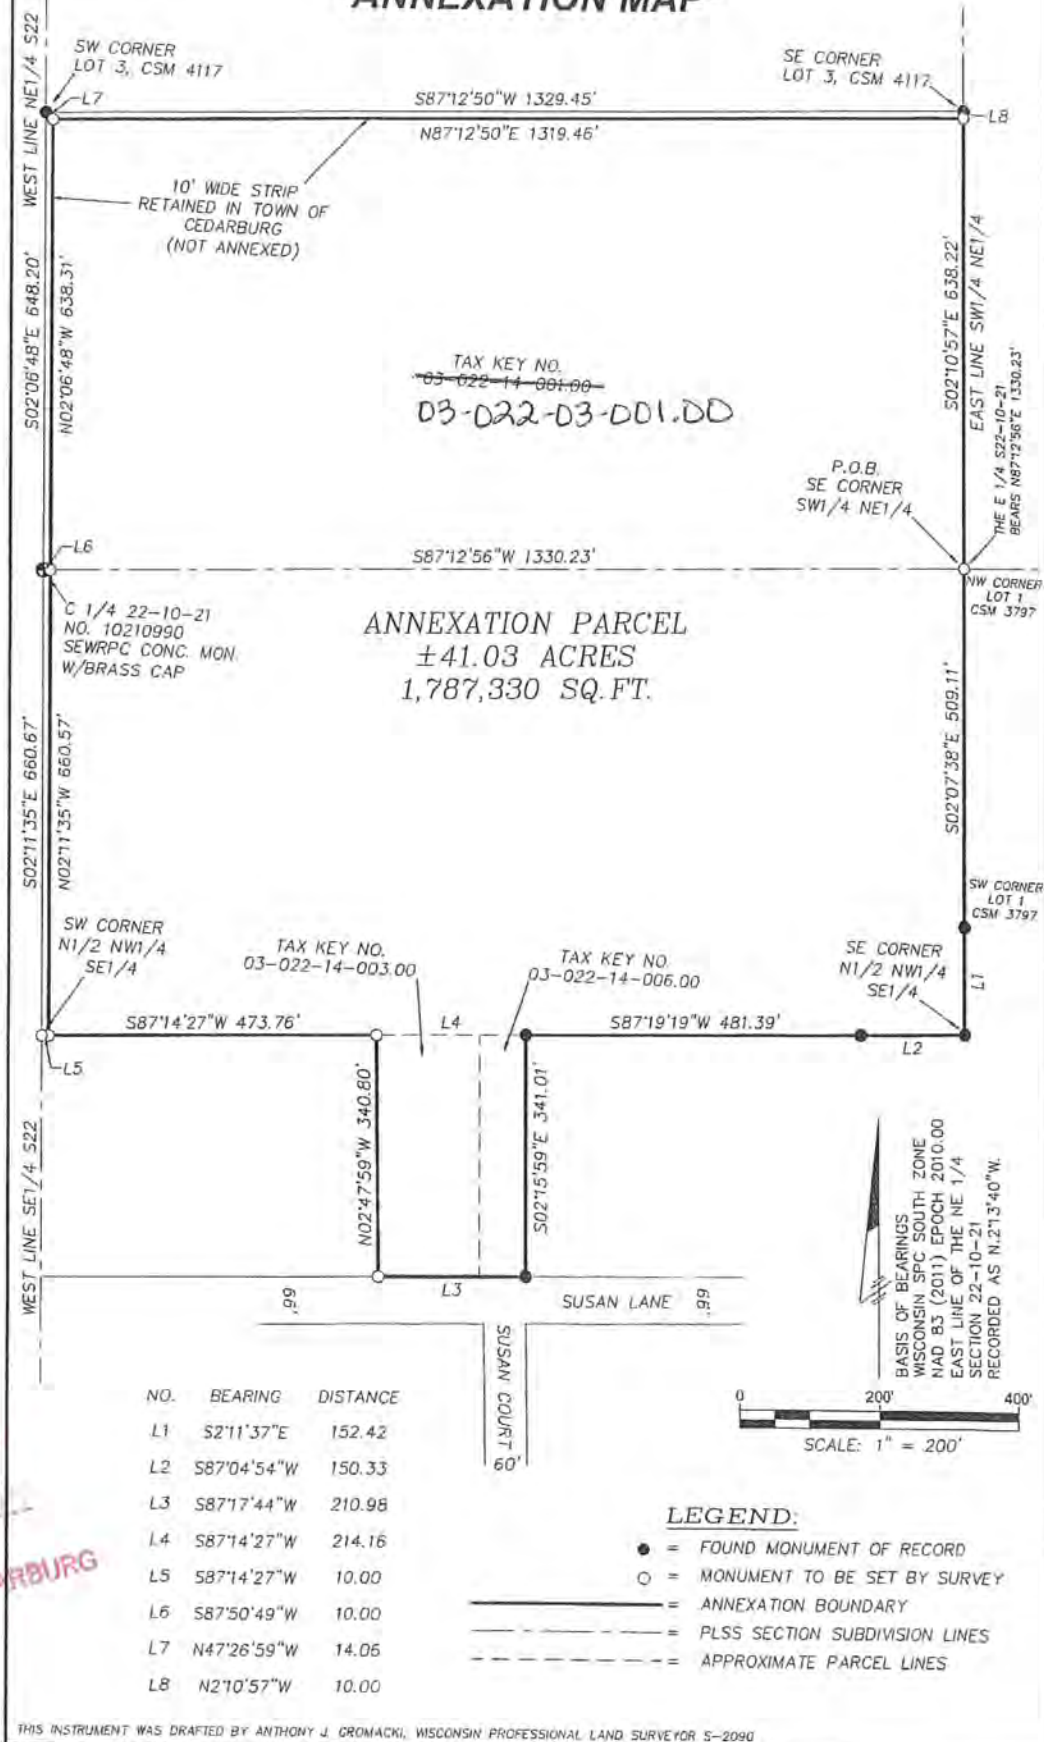 ANNEXATION MAP
WEST LINE NE1/4 S22
SW CORNER
LOT 3, CSM 4117
L7
SE CORNER
LOT 3, CSM 4117
L8
S87°12'50"W 1329.45'
N87°12'50"E 1319.46'
10' WIDE STRIP
RETAINED IN TOWN OF
CEDARBURG
(NOT ANNEXED)
S02°06'48"E 648.20'
N02°06'48"W 638.31'
S02°10'57"E 638.22'
EAST LINE SW1/4 NE1/4
THE E 1/4 S22-10-21
BEARS N87°12'56"E 1330.23'
TAX KEY NO.
03-022-14-001.00
03-022-03-001.00
P.O.B.
SE CORNER
SW1/4 NE1/4
L6
S87°12'56"W 1330.23'
NW CORNER
LOT 1
CSM 3797
C 1/4 22-10-21
NO. 10210990
SEWRPC CONC. MON.
W/BRASS CAP
ANNEXATION PARCEL
±41.03 ACRES
1,787,330 SQ.FT.
S02°11'35"E 660.67'
N02°11'35"W 660.57'
S02°07'38"E 509.11'
SW CORNER
LOT 1
CSM 3797
SW CORNER
N1/2 NW1/4
SE1/4
TAX KEY NO.
03-022-14-003.00
TAX KEY NO.
03-022-14-006.00
SE CORNER
N1/2 NW1/4
SE1/4
L1
S87°14'27"W 473.76'
L4
S87°19'19"W 481.39'
L2
L5
N02°47'59"W 340.80'
S02°15'59"E 341.01'
WEST LINE SE1/4 S22
L3
66'
SUSAN LANE
66'
SUSAN COURT
60'
BASIS OF BEARINGS
WISCONSIN SPC SOUTH ZONE
NAD 83 (2011) EPOCH 2010.00
EAST LINE OF THE NE 1/4
SECTION 22-10-21
RECORDED AS N.2°13'40"W.
0 200' 400'
SCALE: 1" = 200'
NO. BEARING DISTANCE
L1 S2°11'37"E 152.42
L2 S87°04'54"W 150.33
L3 S87°17'44"W 210.98
L4 S87°14'27"W 214.16
L5 S87°14'27"W 10.00
L6 S87°50'49"W 10.00
L7 N47°26'59"W 14.06
L8 N2°10'57"W 10.00
RBURG
LEGEND:
● = FOUND MONUMENT OF RECORD
○ = MONUMENT TO BE SET BY SURVEY
= ANNEXATION BOUNDARY
= PLSS SECTION SUBDIVISION LINES
= APPROXIMATE PARCEL LINES
THIS INSTRUMENT WAS DRAFTED BY ANTHONY J. GROMACKI, WISCONSIN PROFESSIONAL LAND SURVEYOR S-2090